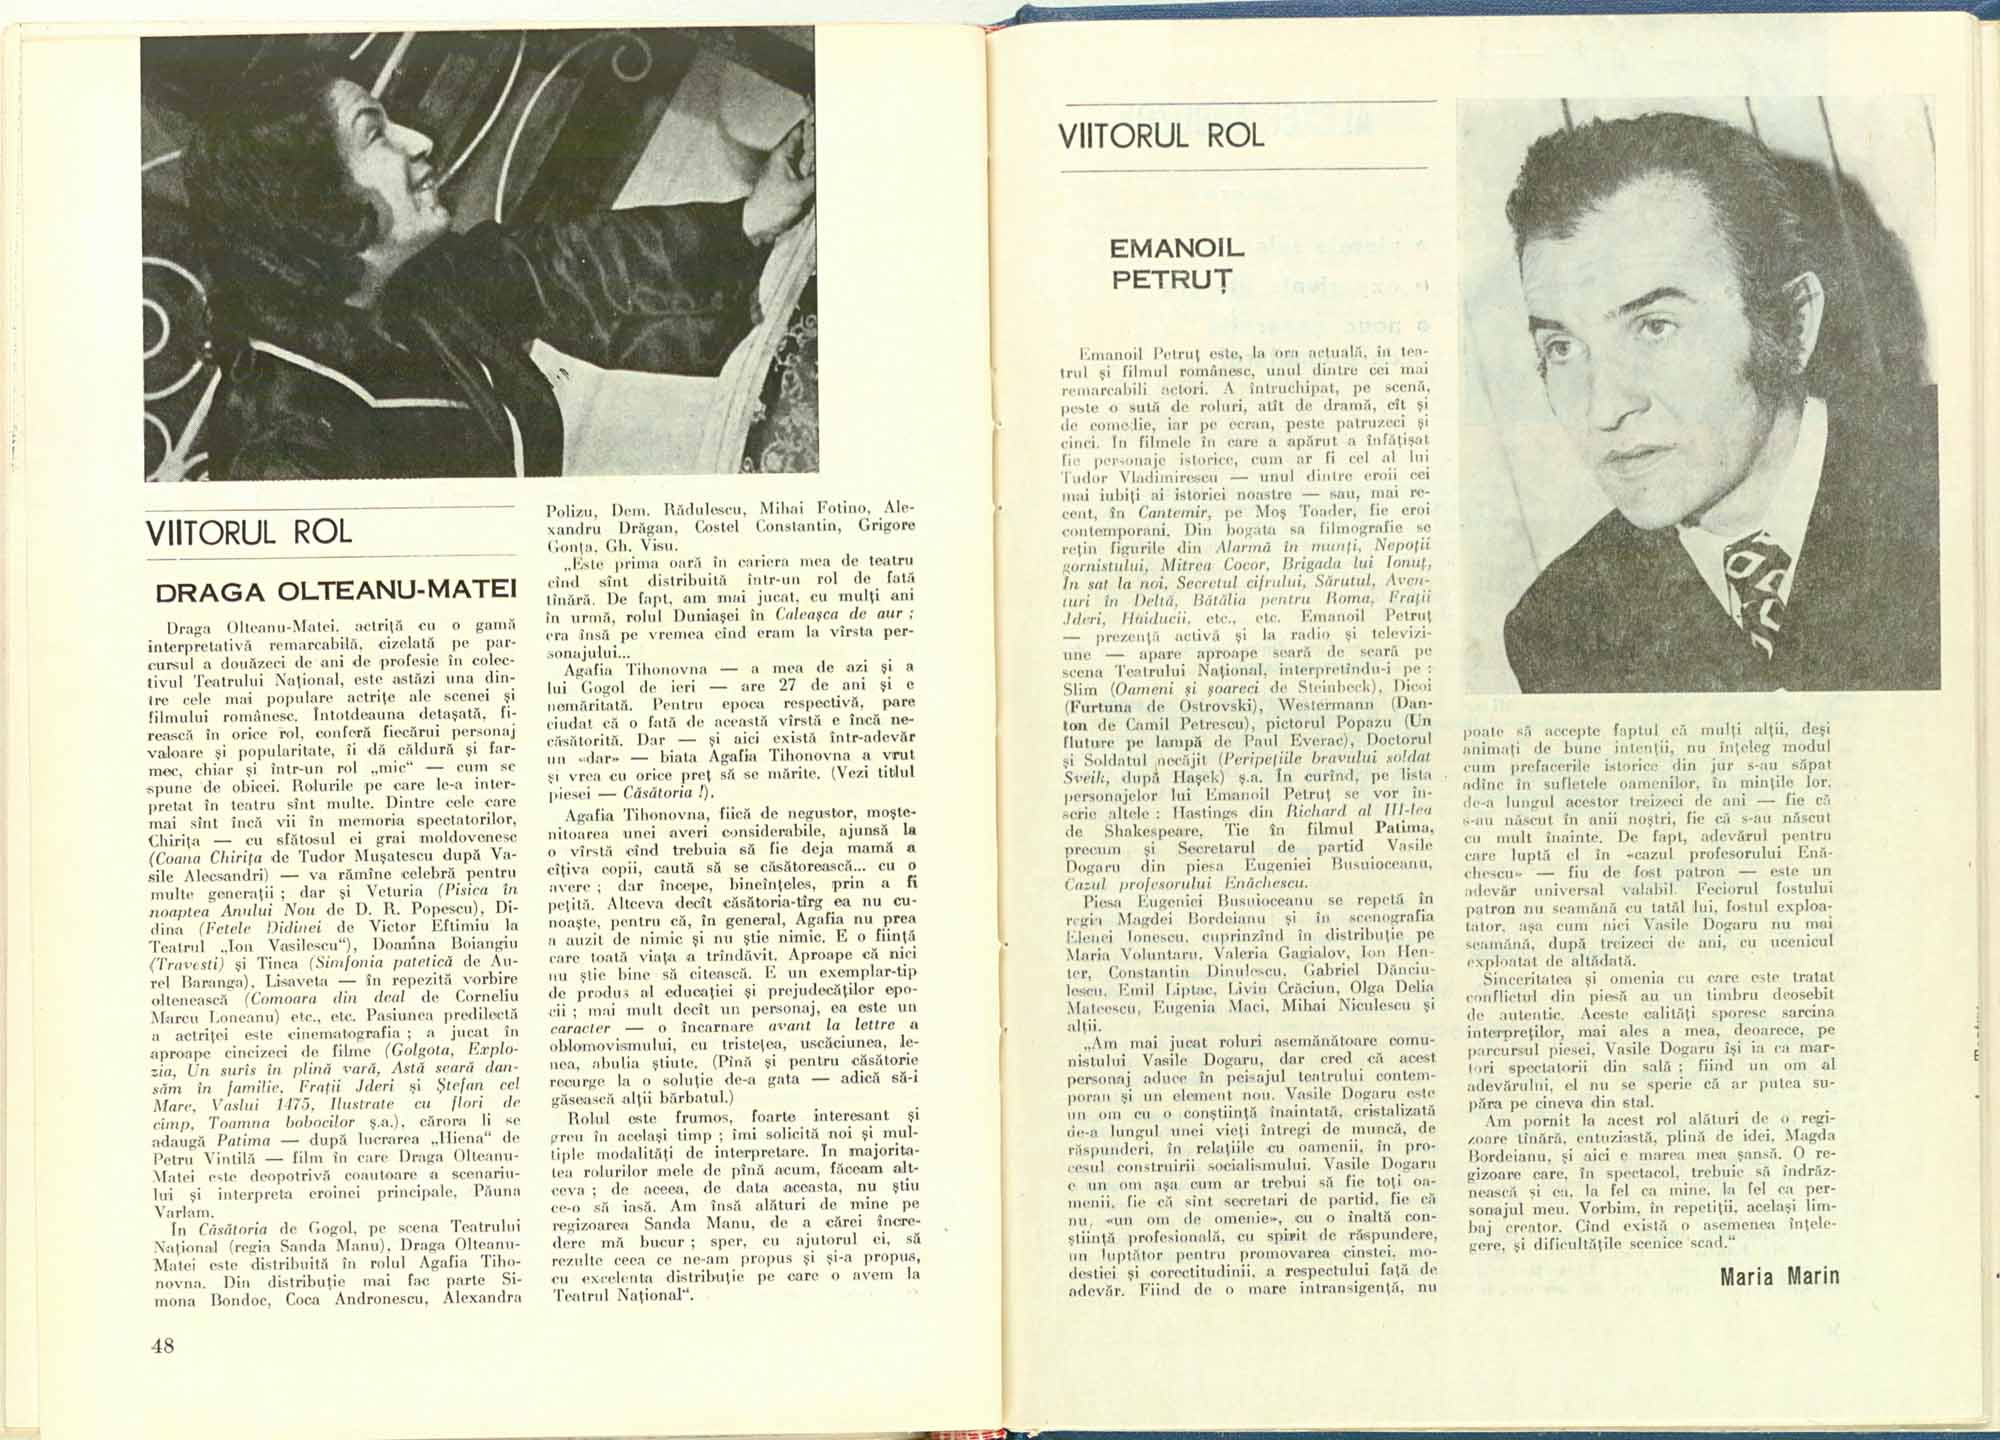 VIITORUL ROL
DRAGA OLTEANU-MATEI
Draga Olteanu-Matei, actriță cu o gamă
interpretativă remarcabilă, cizelată pe par-
cursul a douăzeci de ani de profesie în colec-
tivul Teatrului Național, este astăzi una din-
tre cele mai populare actrițe ale scenei și
filmului românesc. Intotdeauna detașată, fi-
rească în orice rol, conferă fiecărui personaj
valoare și popularitate, îi dă căldură și far-
mec, chiar și într-un rol „mic“ — cum se
spune de obicei. Rolurile pe care le-a inter-
pretat în teatru sînt multe. Dintre cele care
mai sînt încă vii în memoria spectatorilor,
Chirița — cu sfătosul ei grai moldovenesc
(Coana Chirița de Tudor Mușatescu după Va-
sile Alecsandri) — va rămîne celebră pentru
multe generații ; dar și Veturia (Pisica în
noaptea Anului Nou de D. R. Popescu), Di-
dina (Fetele Didinei de Victor Eftimiu la
Teatrul „Ion Vasilescu“), Doamna Boiangiu
(Travesti) și Tinca (Simfonia patetică de Au-
rel Baranga), Lisaveta — în repezită vorbire
oltenească (Comoara din deal de Corneliu
Marcu Loneanu) etc., etc. Pasiunea predilectă
a actriței este cinematografia ; a jucat în
aproape cincizeci de filme (Golgota, Explo-
zia, Un surîs în plină vară, Astă seară dan-
săm în familie, Frații Jderi și Ștefan cel
Mare, Vaslui 1475, Ilustrate cu flori de
cîmp, Toamna bobocilor ș.a.), cărora li se
adaugă Patima — după lucrarea „Hiena“ de
Petru Vintilă — film în care Draga Olteanu-
Matei este deopotrivă coautoare a scenariu-
lui și interpreta eroinei principale, Păuna
Varlam.
In Căsătoria de Gogol, pe scena Teatrului
Național (regia Sanda Manu), Draga Olteanu-
Matei este distribuită în rolul Agafia Tiho-
novna. Din distribuție mai fac parte Si-
mona Bondoc, Coca Andronescu, Alexandra
48
Polizu, Dem. Rădulescu, Mihai Fotino, Ale-
xandru Drăgan, Costel Constantin, Grigore
Gonța, Gh. Visu.
„Este prima oară în cariera mea de teatru
cînd sînt distribuită într-un rol de fată
tînără. De fapt, am mai jucat, cu mulți ani
în urmă, rolul Duniașei în Caleașca de aur ;
era însă pe vremea cînd eram la vîrsta per-
sonajului...
Agafia Tihonovna — a mea de azi și a
lui Gogol de ieri — are 27 de ani și e
nemăritată. Pentru epoca respectivă, pare
ciudat că o fată de această vîrstă e încă ne-
căsătorită. Dar — și aici există într-adevăr
un «dar» — biata Agafia Tihonovna a vrut
și vrea cu orice preț să se mărite. (Vezi titlul
piesei — Căsătoria !).
Agafia Tihonovna, fiică de negustor, moște-
nitoarea unei averi considerabile, ajunsă la
o vîrstă cînd trebuia să fie deja mamă a
cîtiva copii, caută să se căsătorească... cu o
avere ; dar începe, bineînțeles, prin a fi
pețită. Altceva decît căsătoria-tîrg ea nu cu-
noaște, pentru că, în general, Agafia nu prea
a auzit de nimic și nu știe nimic. E o ființă
care toată viața a trîndăvit. Aproape că nici
nu știe bine să citească. E un exemplar-tip
de produs al educației și prejudecăților epo-
cii ; mai mult decît un personaj, ea este un
caracter — o încarnare avant la lettre a
oblomovismului, cu tristețea, uscăciunea, le-
nea, abulia știute. (Pînă și pentru căsătorie
recurge la o soluție de-a gata — adică să-i
găsească alții bărbatul.)
Rolul este frumos, foarte interesant și
greu în același timp ; îmi solicită noi și mul-
tiple modalități de interpretare. In majorita-
tea rolurilor mele de pînă acum, făceam alt-
ceva ; de aceea, de data aceasta, nu știu
ce-o să iasă. Am însă alături de mine pe
regizoarea Sanda Manu, de a cărei încre-
dere mă bucur ; sper, cu ajutorul ei, să
rezulte ceea ce ne-am propus și și-a propus,
cu excelenta distribuție pe care o avem la
Teatrul Național“.
VIITORUL ROL
EMANOIL
PETRUȚ
Emanoil Petruț este, la ora actuală, în tea-
trul și filmul românesc, unul dintre cei mai
remarcabili actori. A întruchipat, pe scenă,
peste o sută de roluri, atît de dramă, cît și
de comedie, iar pe ecran, peste patruzeci și
cinci. In filmele în care a apărut a înfățișat
fie personaje istorice, cum ar fi cel al lui
Tudor Vladimirescu — unul dintre eroii cei
mai iubiți ai istoriei noastre — sau, mai re-
cent, în Cantemir, pe Moș Toader, fie eroi
contemporani. Din bogata sa filmografie se
rețin figurile din Alarmă în munți, Nepoții
gornistului, Mitrea Cocor, Brigada lui Ionuț,
In sat la noi, Secretul cifrului, Sărutul, Aven-
turi în Deltă, Bătălia pentru Roma, Frații
Jderi, Haiducii, etc., etc. Emanoil Petruț
— prezență activă și la radio și televizi-
une — apare aproape seară de seară pe
scena Teatrului Național, interpretîndu-i pe :
Slim (Oameni și șoareci de Steinbeck), Dicoi
(Furtuna de Ostrovski), Westermann (Dan-
ton de Camil Petrescu), pictorul Popazu (Un
fluture pe lampă de Paul Everac), Doctorul
și Soldatul necăjit (Peripețiile bravului soldat
Sveik, după Hașek) ș.a. In curînd, pe lista
personajelor lui Emanoil Petruț se vor în-
scrie altele : Hastings din Richard al III-lea
de Shakespeare, Tie în filmul Patima,
precum și Secretarul de partid Vasile
Dogaru din piesa Eugeniei Busuioceanu,
Cazul profesorului Enăchescu.
Piesa Eugeniei Busuioceanu se repetă în
regia Magdei Bordeianu și în scenografia
Elenei Ionescu, cuprinzînd în distribuție pe
Maria Voluntaru, Valeria Gagialov, Ion Hen-
ter, Constantin Dinulescu, Gabriel Dănciu-
lescu, Emil Liptac, Liviu Crăciun, Olga Delia
Mateescu, Eugenia Maci, Mihai Niculescu și
alții.
„Am mai jucat roluri asemănătoare comu-
nistului Vasile Dogaru, dar cred că acest
personaj aduce în peisajul teatrului contem-
poran și un element nou. Vasile Dogaru este
un om cu o conștiință înaintată, cristalizată
de-a lungul unei vieți întregi de muncă, de
răspunderi, în relațiile cu oamenii, în pro-
cesul construirii socialismului. Vasile Dogaru
e un om așa cum ar trebui să fie toți oa-
menii, fie că sînt secretari de partid, fie că
nu, «un om de omenie», cu o înaltă con-
știință profesională, cu spirit de răspundere,
un luptător pentru promovarea cinstei, mo-
destiei și corectitudinii, a respectului față de
adevăr. Fiind de o mare intransigență, nu
poate să accepte faptul că mulți alții, deși
animați de bune intenții, nu înțeleg modul
cum prefacerile istorice din jur s-au săpat
adînc în sufletele oamenilor, în mințile lor,
de-a lungul acestor treizeci de ani — fie că
s-au născut în anii noștri, fie că s-au născut
cu mult înainte. De fapt, adevărul pentru
care luptă el în «cazul profesorului Enă-
chescu» — fiu de fost patron — este un
adevăr universal valabil. Feciorul fostului
patron nu seamănă cu tatăl lui, fostul exploa-
tator, așa cum nici Vasile Dogaru nu mai
seamănă, după treizeci de ani, cu ucenicul
exploatat de altădată.
Sinceritatea și omenia cu care este tratat
conflictul din piesă au un timbru deosebit
de autentic. Aceste calități sporesc sarcina
interpreților, mai ales a mea, deoarece, pe
parcursul piesei, Vasile Dogaru își ia ca mar-
tori spectatorii din sală ; fiind un om al
adevărului, el nu se sperie că ar putea su-
păra pe cineva din stal.
Am pornit la acest rol alături de o regi-
zoare tînără, entuziastă, plină de idei, Magda
Bordeianu, și aici e marea mea șansă. O re-
gizoare care, în spectacol, trebuie să îndrăz-
nească și ea, la fel ca mine, la fel ca per-
sonajul meu. Vorbim, în repetiții, același lim-
baj creator. Cînd există o asemenea înțele-
gere, și dificultățile scenice scad.“
Maria Marin